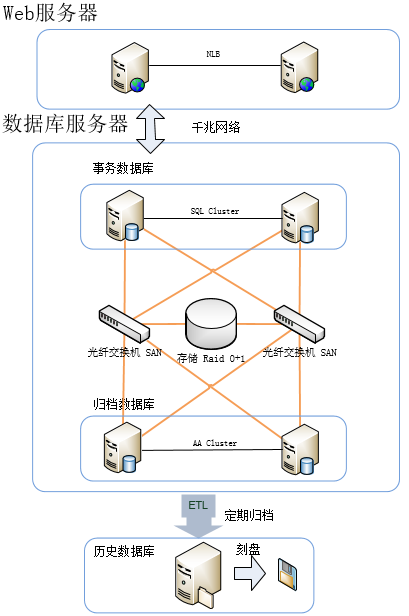 Web服务器
NLB
数据库服务器
千兆网络
事务数据库
SQL Cluster
光纤交换机 SAN
存储 Raid 0+1
光纤交换机 SAN
归档数据库
AA Cluster
ETL
定期归档
历史数据库
刻盘